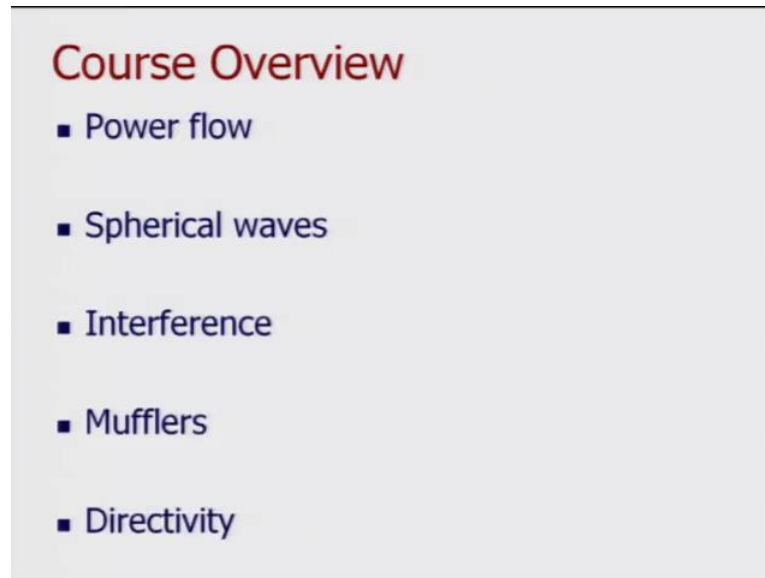 Course Overview
Power flow
Spherical waves
Interference
Mufflers
Directivity